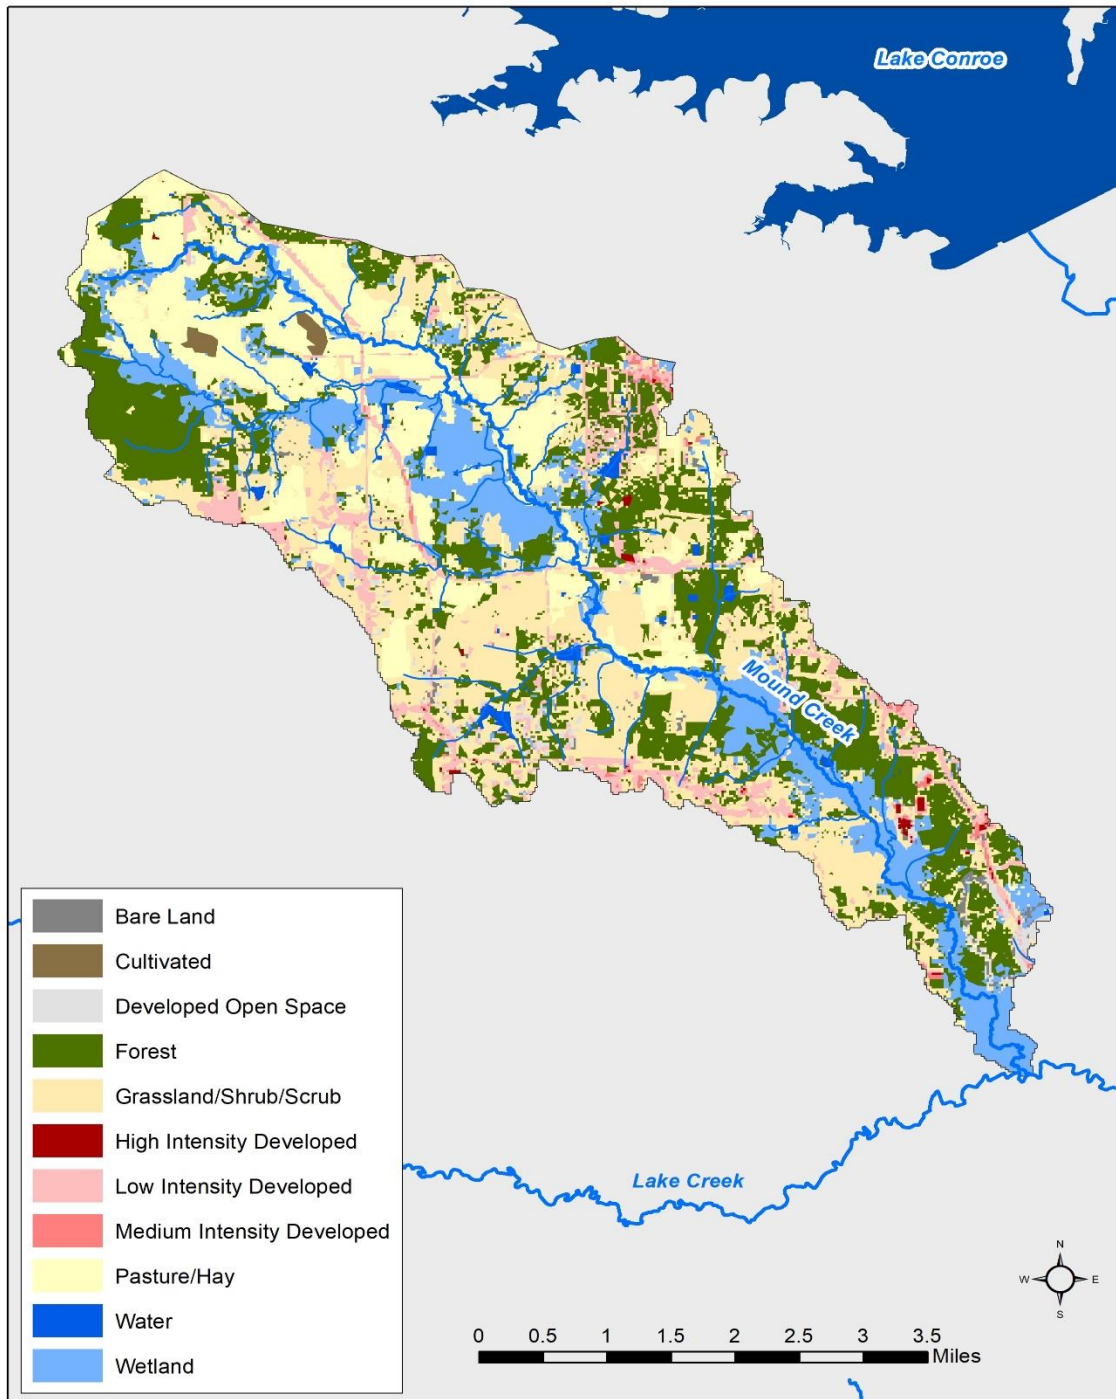 Lake Conroe
Mound Creek
Bare Land
Cultivated
Developed Open Space
Forest
Grassland/Shrub/Scrub
High Intensity Developed
Low Intensity Developed
Medium Intensity Developed
Pasture/Hay
Water
Wetland
Lake Creek
N
W E
S
0 0.5 1 1.5 2 2.5 3 3.5
Miles